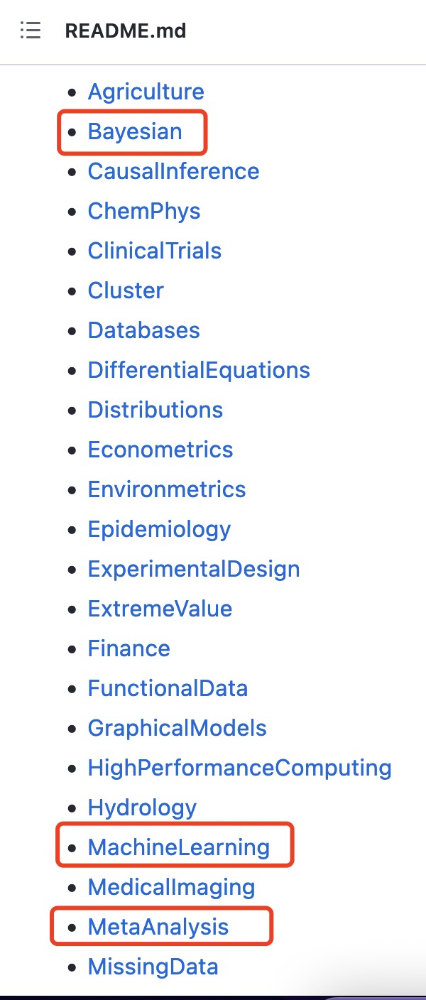 README.md
Agriculture
Bayesian
CausalInference
ChemPhys
ClinicalTrials
Cluster
Databases
DifferentialEquations
Distributions
Econometrics
Environmetrics
Epidemiology
ExperimentalDesign
ExtremeValue
Finance
FunctionalData
GraphicalModels
HighPerformanceComputing
Hydrology
MachineLearning
MedicalImaging
MetaAnalysis
MissingData